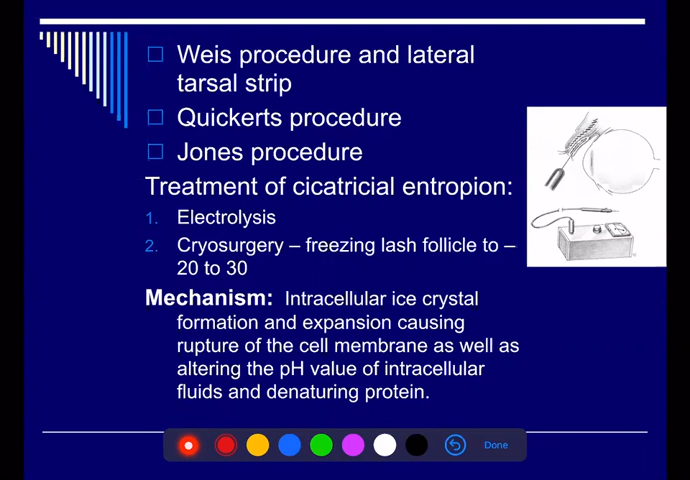 Weis procedure and lateral
tarsal strip
Quickerts procedure
Jones procedure
Treatment of cicatricial entropion:
1. Electrolysis
2. Cryosurgery – freezing lash follicle to –
20 to 30
Mechanism: Intracellular ice crystal
formation and expansion causing
rupture of the cell membrane as well as
altering the pH value of intracellular
fluids and denaturing protein.
Done